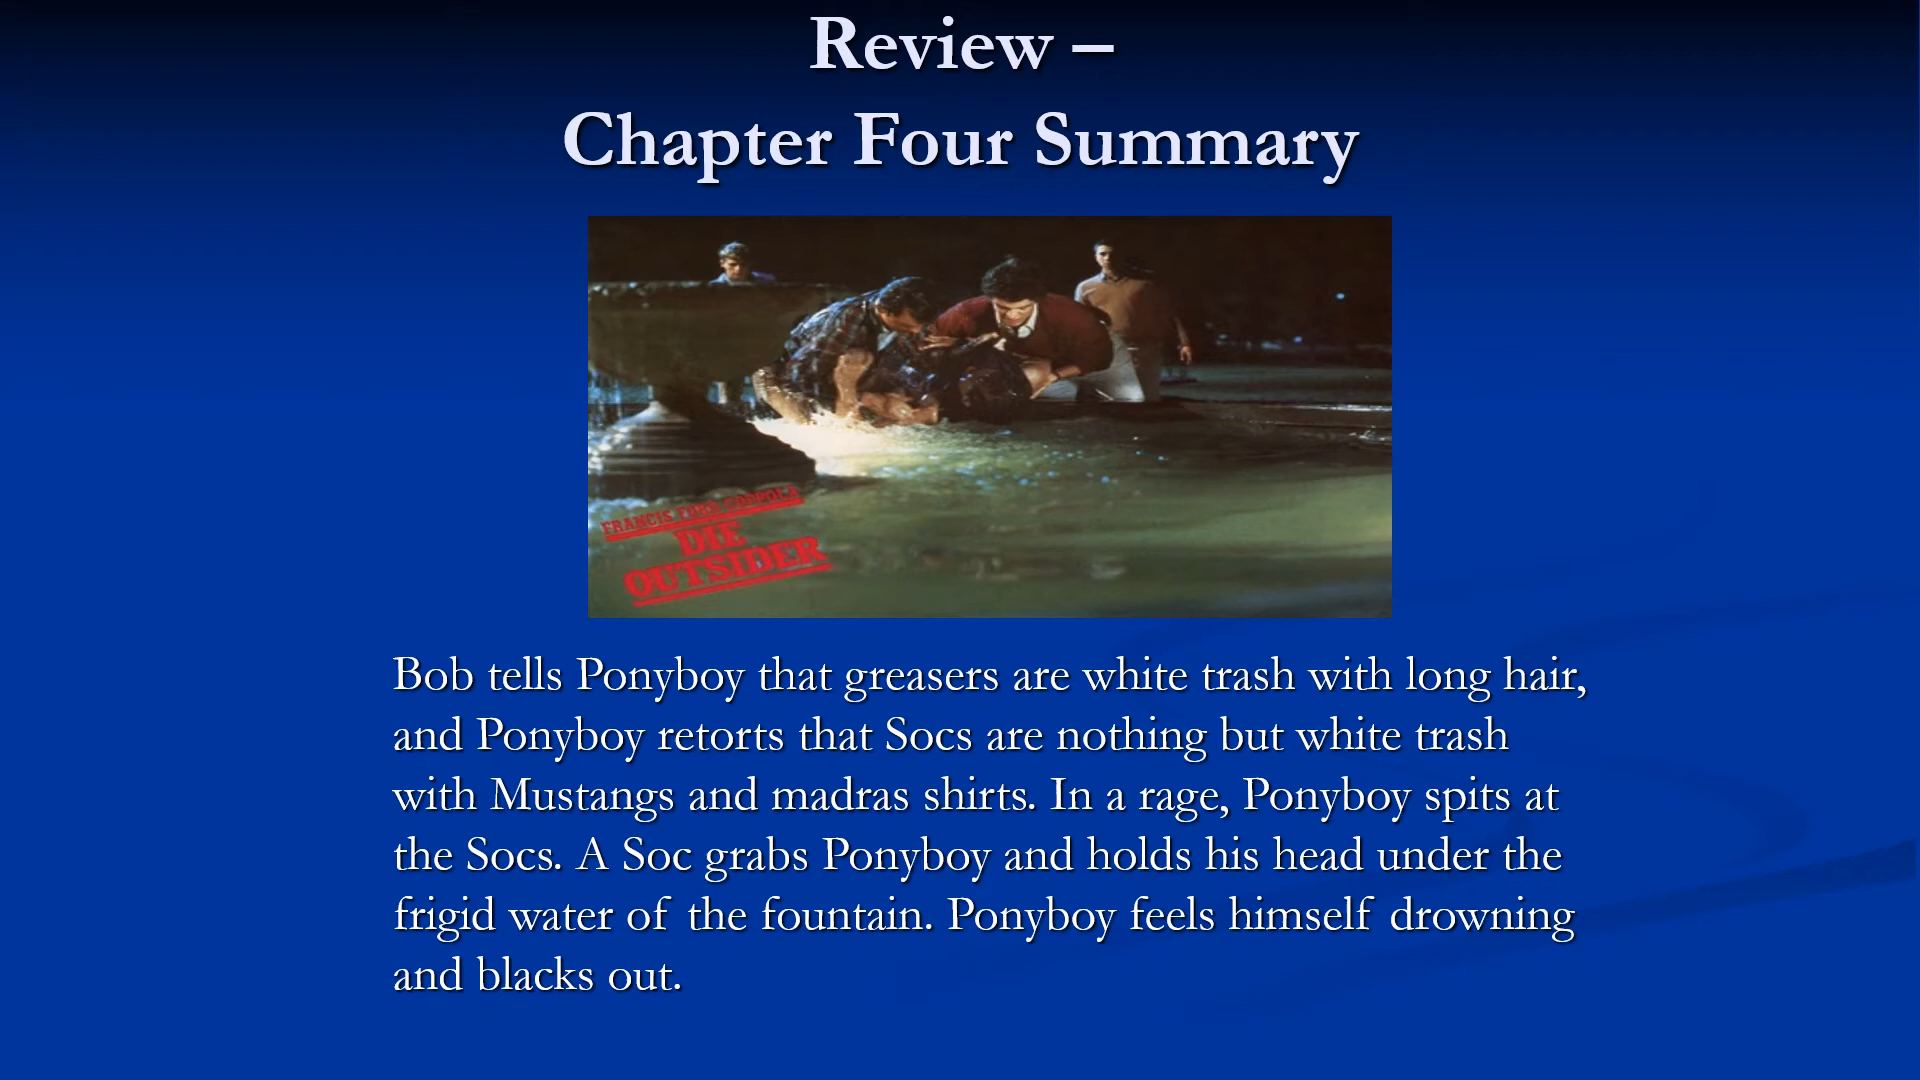 Review –
Chapter Four Summary
FRANCIS FORD COPPOLA
DIE
OUTSIDER
Bob tells Ponyboy that greasers are white trash with long hair,
and Ponyboy retorts that Socs are nothing but white trash
with Mustangs and madras shirts. In a rage, Ponyboy spits at
the Socs. A Soc grabs Ponyboy and holds his head under the
frigid water of the fountain. Ponyboy feels himself drowning
and blacks out.